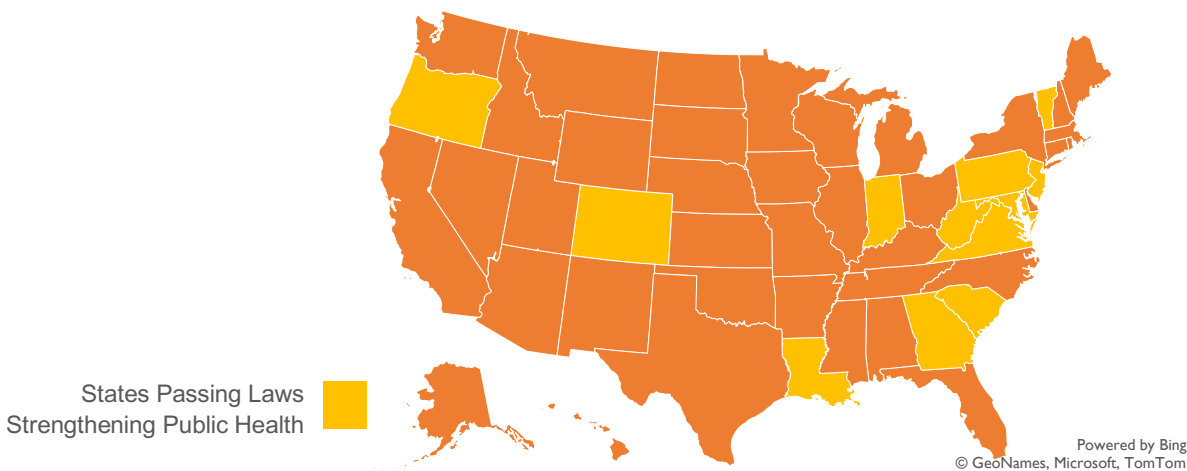 States Passing Laws
Strengthening Public Health
Powered by Bing
© GeoNames, Microsoft, TomTom